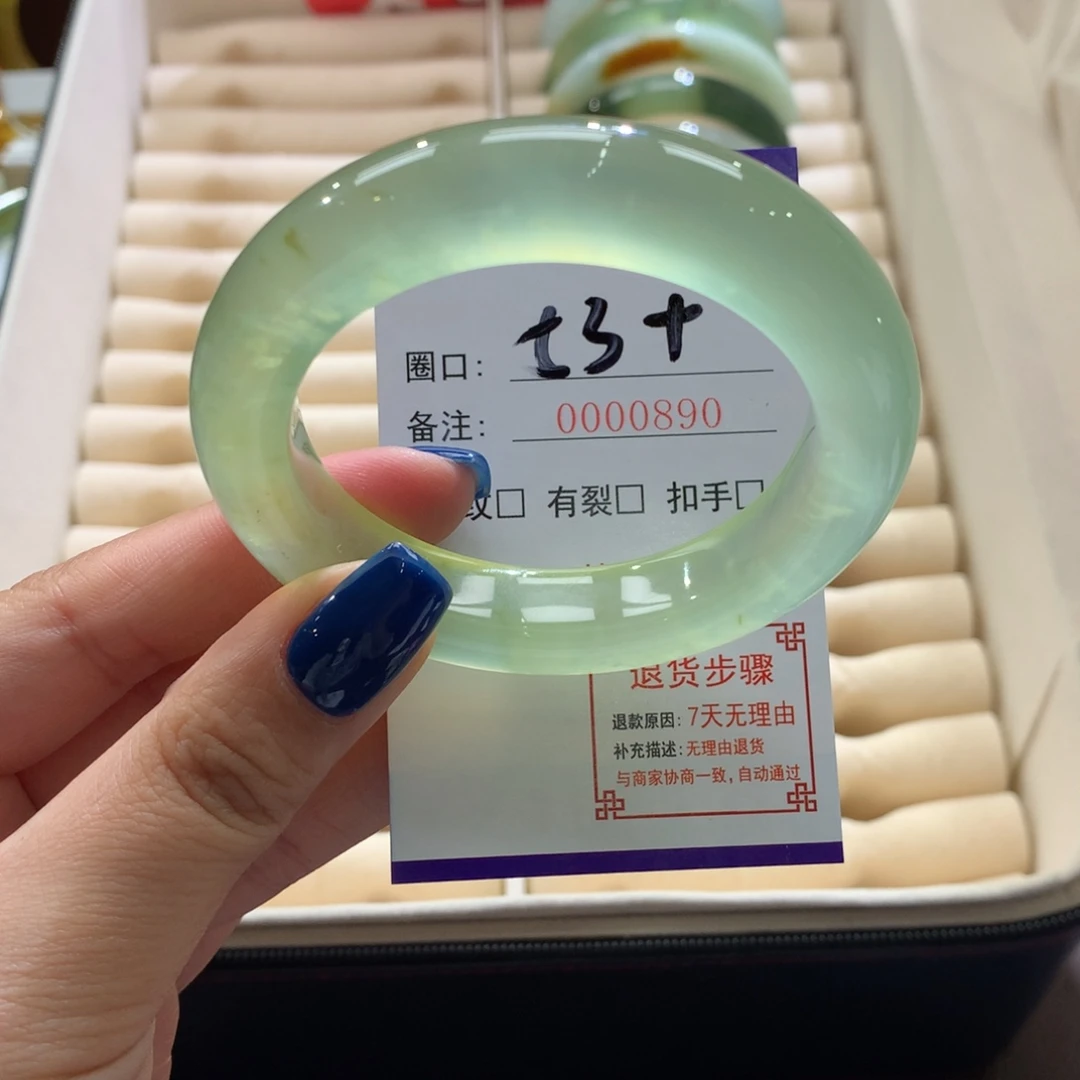 圈口: 53+
备注: 0000890
纹□ 有裂□ 扣手□
退货步骤
退款原因: 7天无理由
补充描述: 无理由退货
与商家协商一致, 自动通过